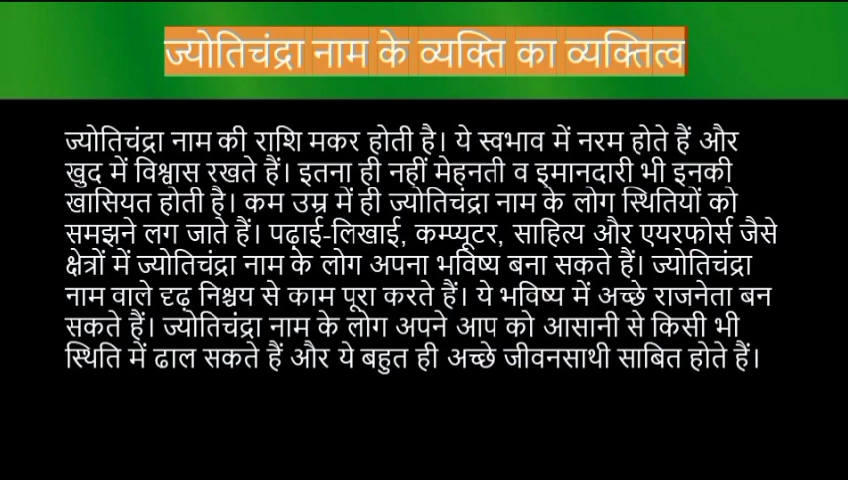 ज्योतिचंद्रा नाम के व्यक्ति का व्यक्तित्व
ज्योतिचंद्रा नाम की राशि मकर होती है। ये स्वभाव में नरम होते हैं और
खुद में विश्वास रखते हैं। इतना ही नहीं मेहनती व इमानदारी भी इनकी
खासियत होती है। कम उम्र में ही ज्योतिचंद्रा नाम के लोग स्थितियों को
समझने लग जाते हैं। पढ़ाई-लिखाई, कम्प्यूटर, साहित्य और एयरफोर्स जैसे
क्षेत्रों में ज्योतिचंद्रा नाम के लोग अपना भविष्य बना सकते हैं। ज्योतिचंद्रा
नाम वाले दृढ़ निश्चय से काम पूरा करते हैं। ये भविष्य में अच्छे राजनेता बन
सकते हैं। ज्योतिचंद्रा नाम के लोग अपने आप को आसानी से किसी भी
स्थिति में ढाल सकते हैं और ये बहुत ही अच्छे जीवनसाथी साबित होते हैं।